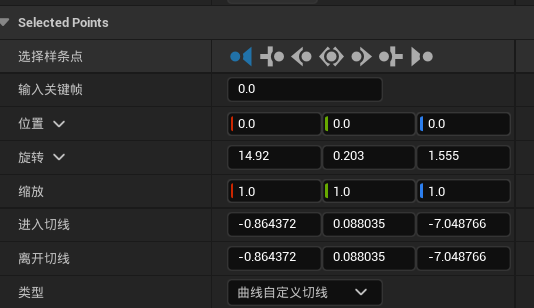 Selected Points
选择样条点
输入关键帧 0.0
位置 0.0 0.0 0.0
旋转 14.92 0.203 1.555
缩放 1.0 1.0 1.0
进入切线 -0.864372 0.088035 -7.048766
离开切线 -0.864372 0.088035 -7.048766
类型 曲线自定义切线